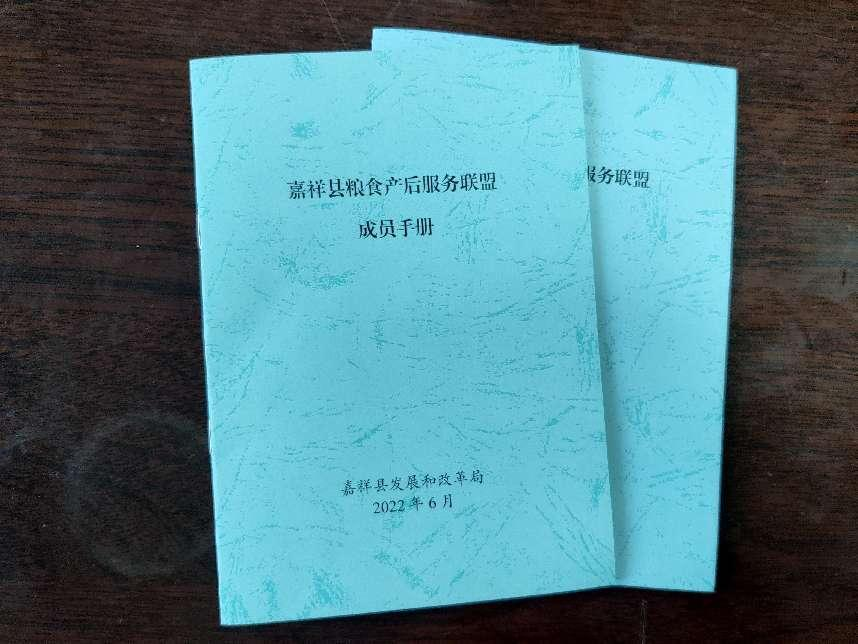 嘉祥县粮食产后服务联盟
成员手册
嘉祥县发展和改革局
2022年6月
服务联盟